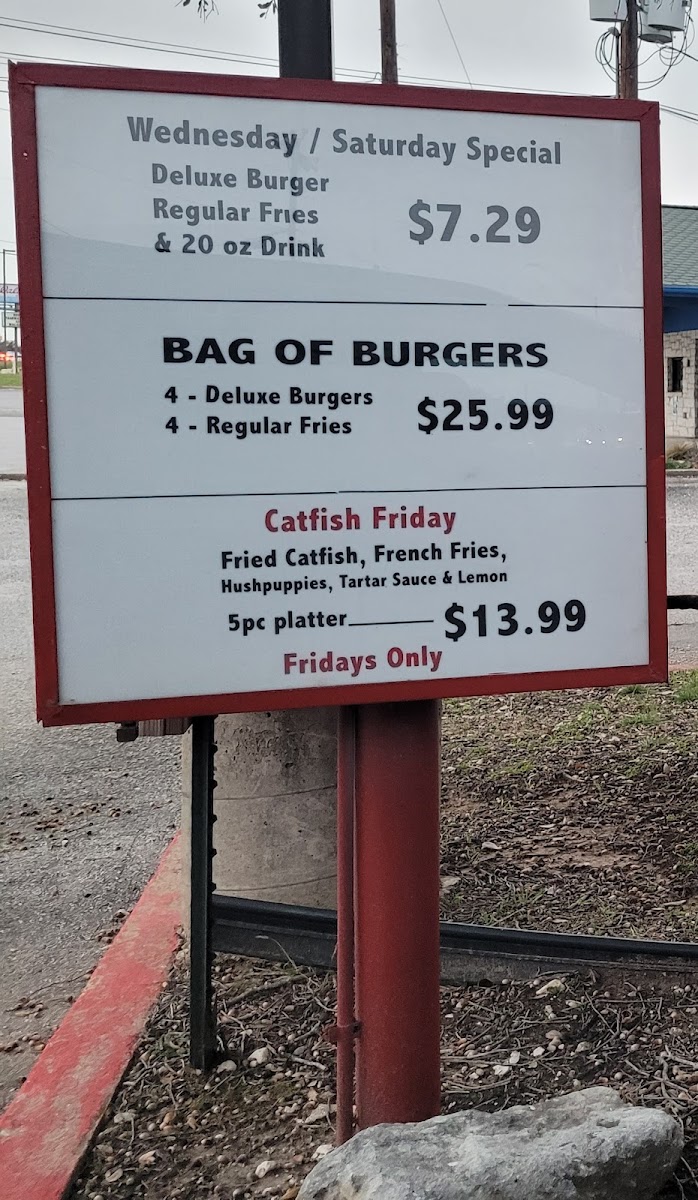 Wednesday / Saturday Special
Deluxe Burger
Regular Fries
& 20 oz Drink
$7.29
BAG OF BURGERS
4 - Deluxe Burgers
4 - Regular Fries
$25.99
Catfish Friday
Fried Catfish, French Fries,
Hushpuppies, Tartar Sauce & Lemon
5pc platter $13.99
Fridays Only